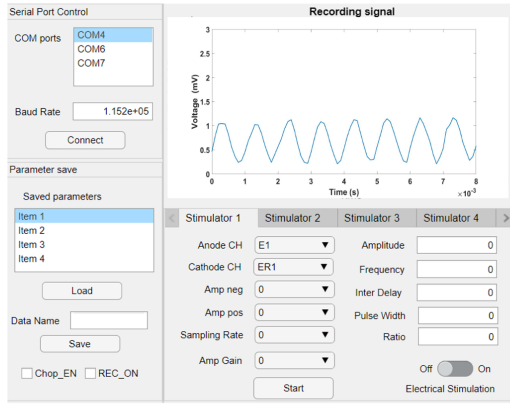 Serial Port Control
COM ports
COM4
COM6
COM7
Baud Rate 1.152e+05
Connect
Parameter save
Saved parameters
Item 1
Item 2
Item 3
Item 4
Load
Data Name
Save
Chop_EN REC_ON
Recording signal
Voltage (mV)
3
2.5
2
1.5
1
0.5
0
0 1 2 3 4 5 6 7 8
Time (s)
×10⁻³
< Stimulator 1 Stimulator 2 Stimulator 3 Stimulator 4 >
Anode CH E1 Amplitude 0
Cathode CH ER1 Frequency 0
Amp neg 0 Inter Delay 0
Amp pos 0 Pulse Width 0
Sampling Rate 0 Ratio 0
Amp Gain 0 Off On
Start Electrical Stimulation